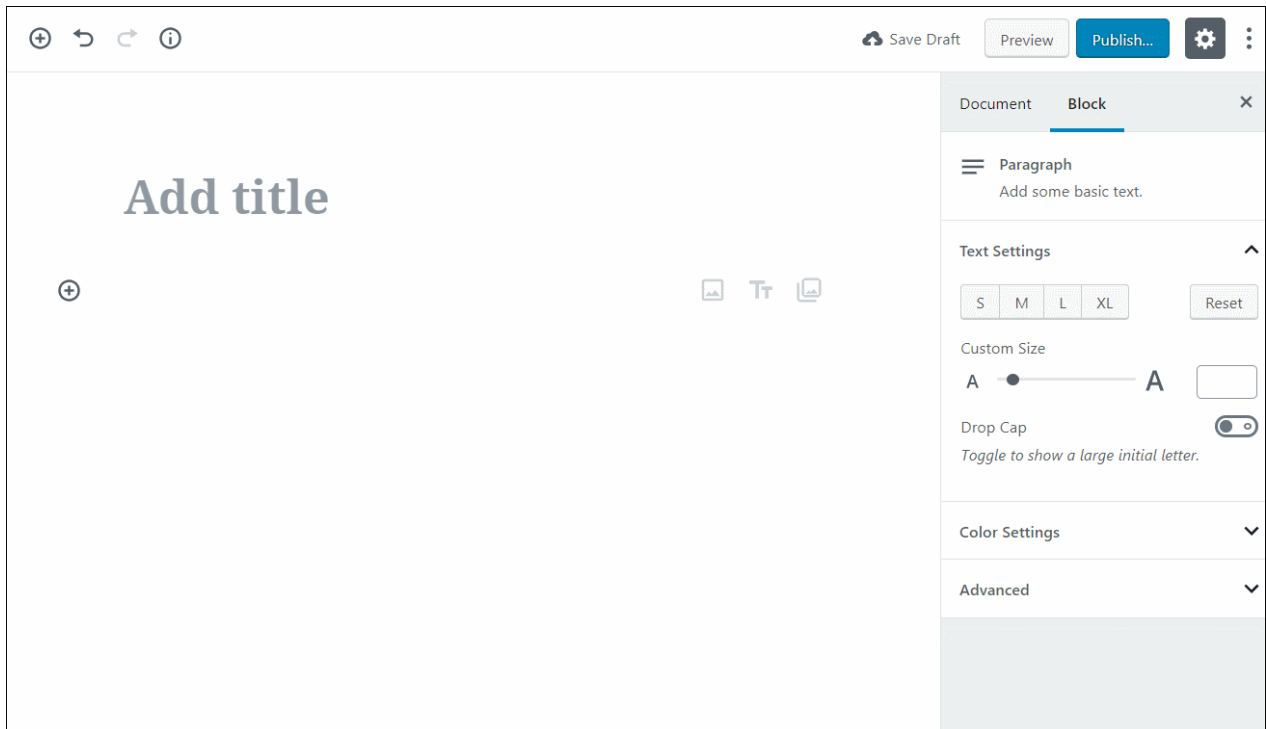 Save Draft Preview Publish...
Document Block
Add title
Paragraph
Add some basic text.
Text Settings
S M L XL Reset
Custom Size
A A
Drop Cap
Toggle to show a large initial letter.
Color Settings
Advanced